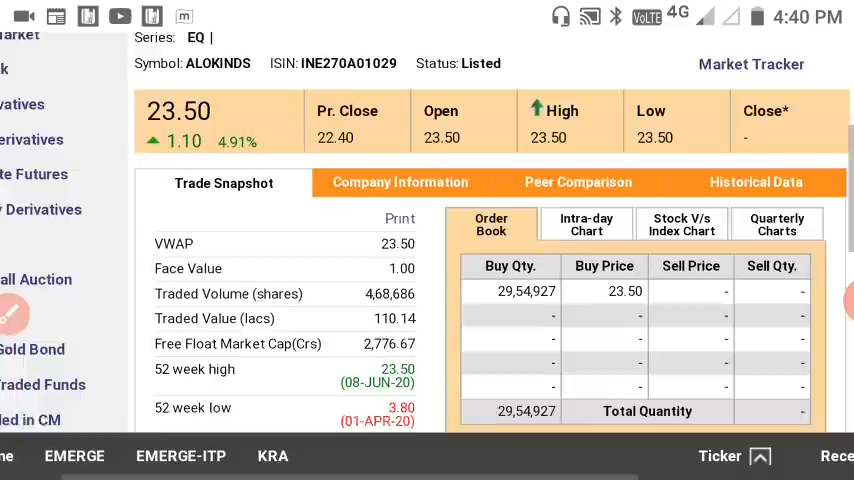 m
VoLTE 4G 4:40 PM
arket
Series: EQ |
k
Symbol: ALOKINDS ISIN: INE270A01029 Status: Listed
Market Tracker
vatives
erivatives
te Futures
y Derivatives
all Auction
Gold Bond
raded Funds
led in CM
23.50
1.10 4.91%
Pr. Close Open High Low Close*
22.40 23.50 23.50 23.50 -
Trade Snapshot Company Information Peer Comparison Historical Data
Print
VWAP 23.50
Face Value 1.00
Traded Volume (shares) 4,68,686
Traded Value (lacs) 110.14
Free Float Market Cap(Crs) 2,776.67
52 week high 23.50
(08-JUN-20)
52 week low 3.80
(01-APR-20)
Order Intra-day Stock V/s Quarterly
Book Chart Index Chart Charts
Buy Qty. Buy Price Sell Price Sell Qty.
29,54,927 23.50 - -
- - - -
- - - -
- - - -
- - - -
29,54,927 Total Quantity -
ne EMERGE EMERGE-ITP KRA Ticker Rece